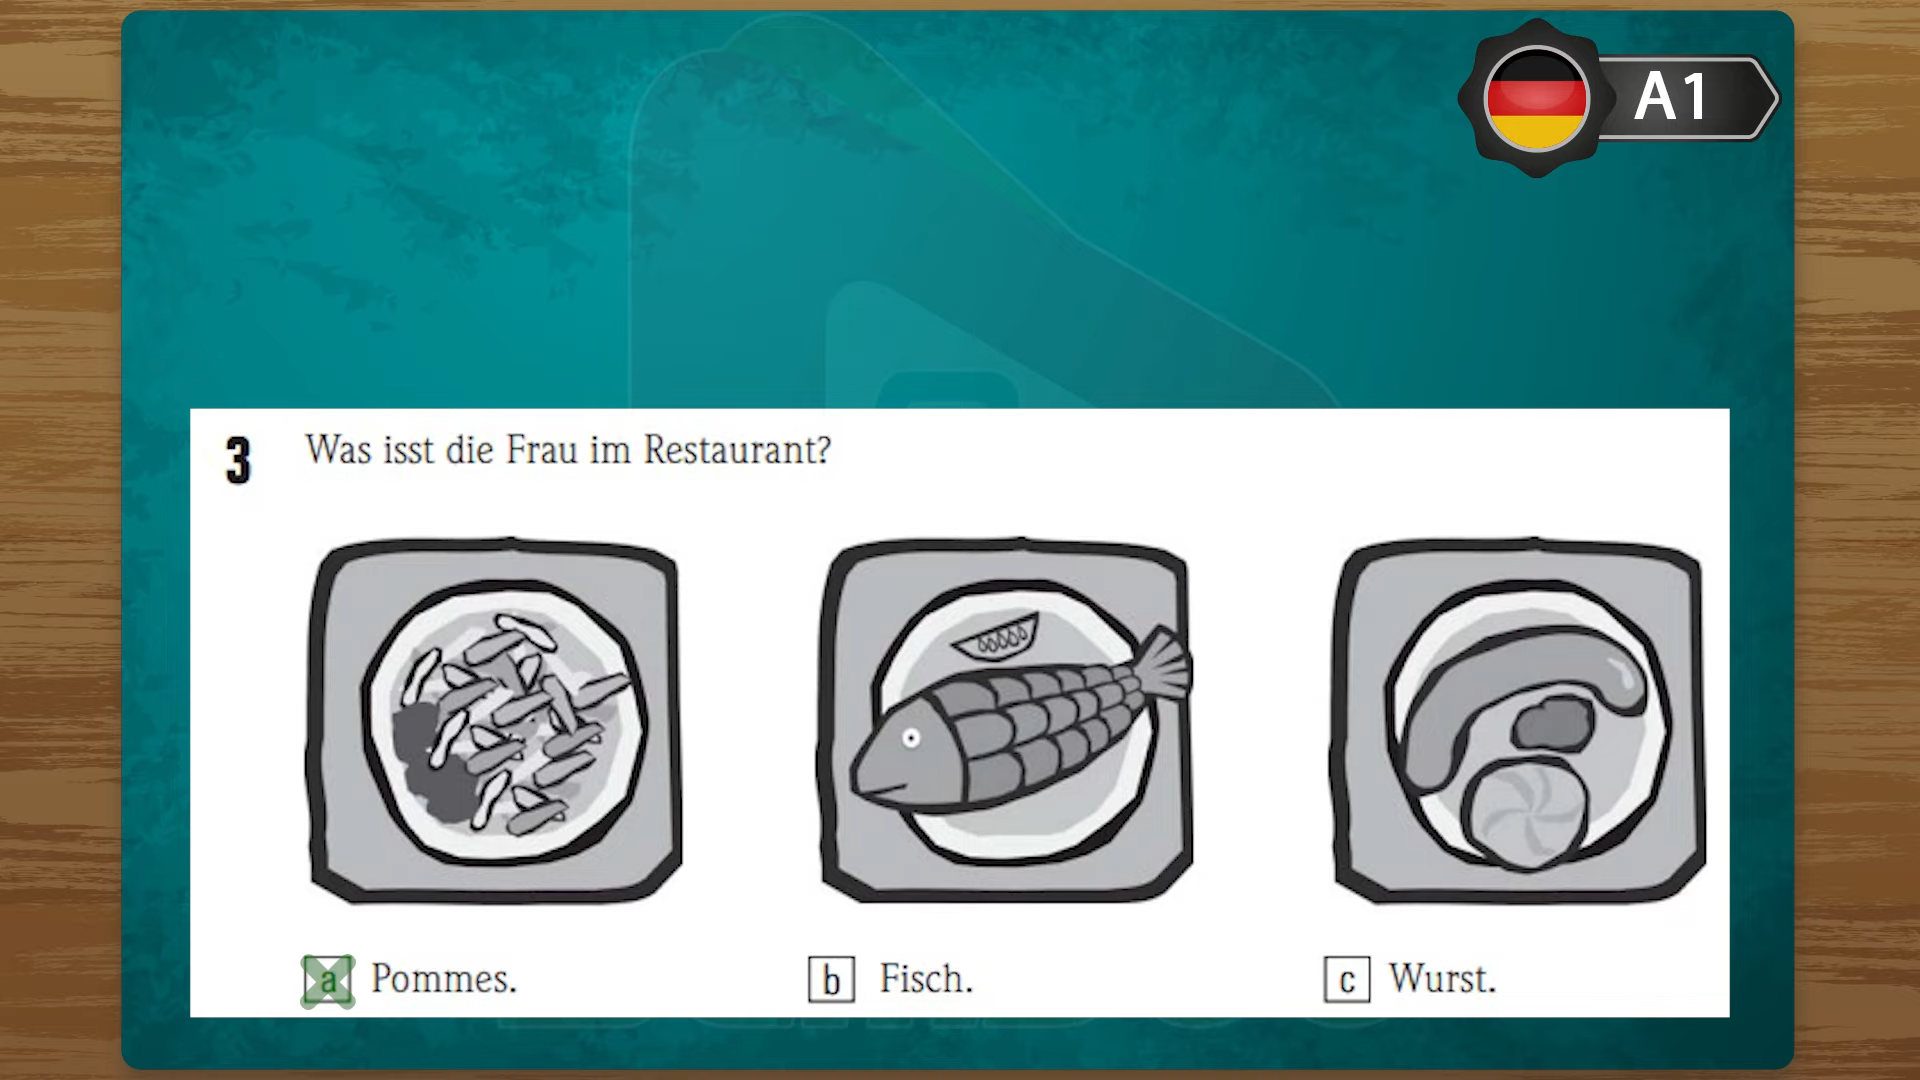 A1
3 Was isst die Frau im Restaurant?
a Pommes.
b Fisch.
c Wurst.